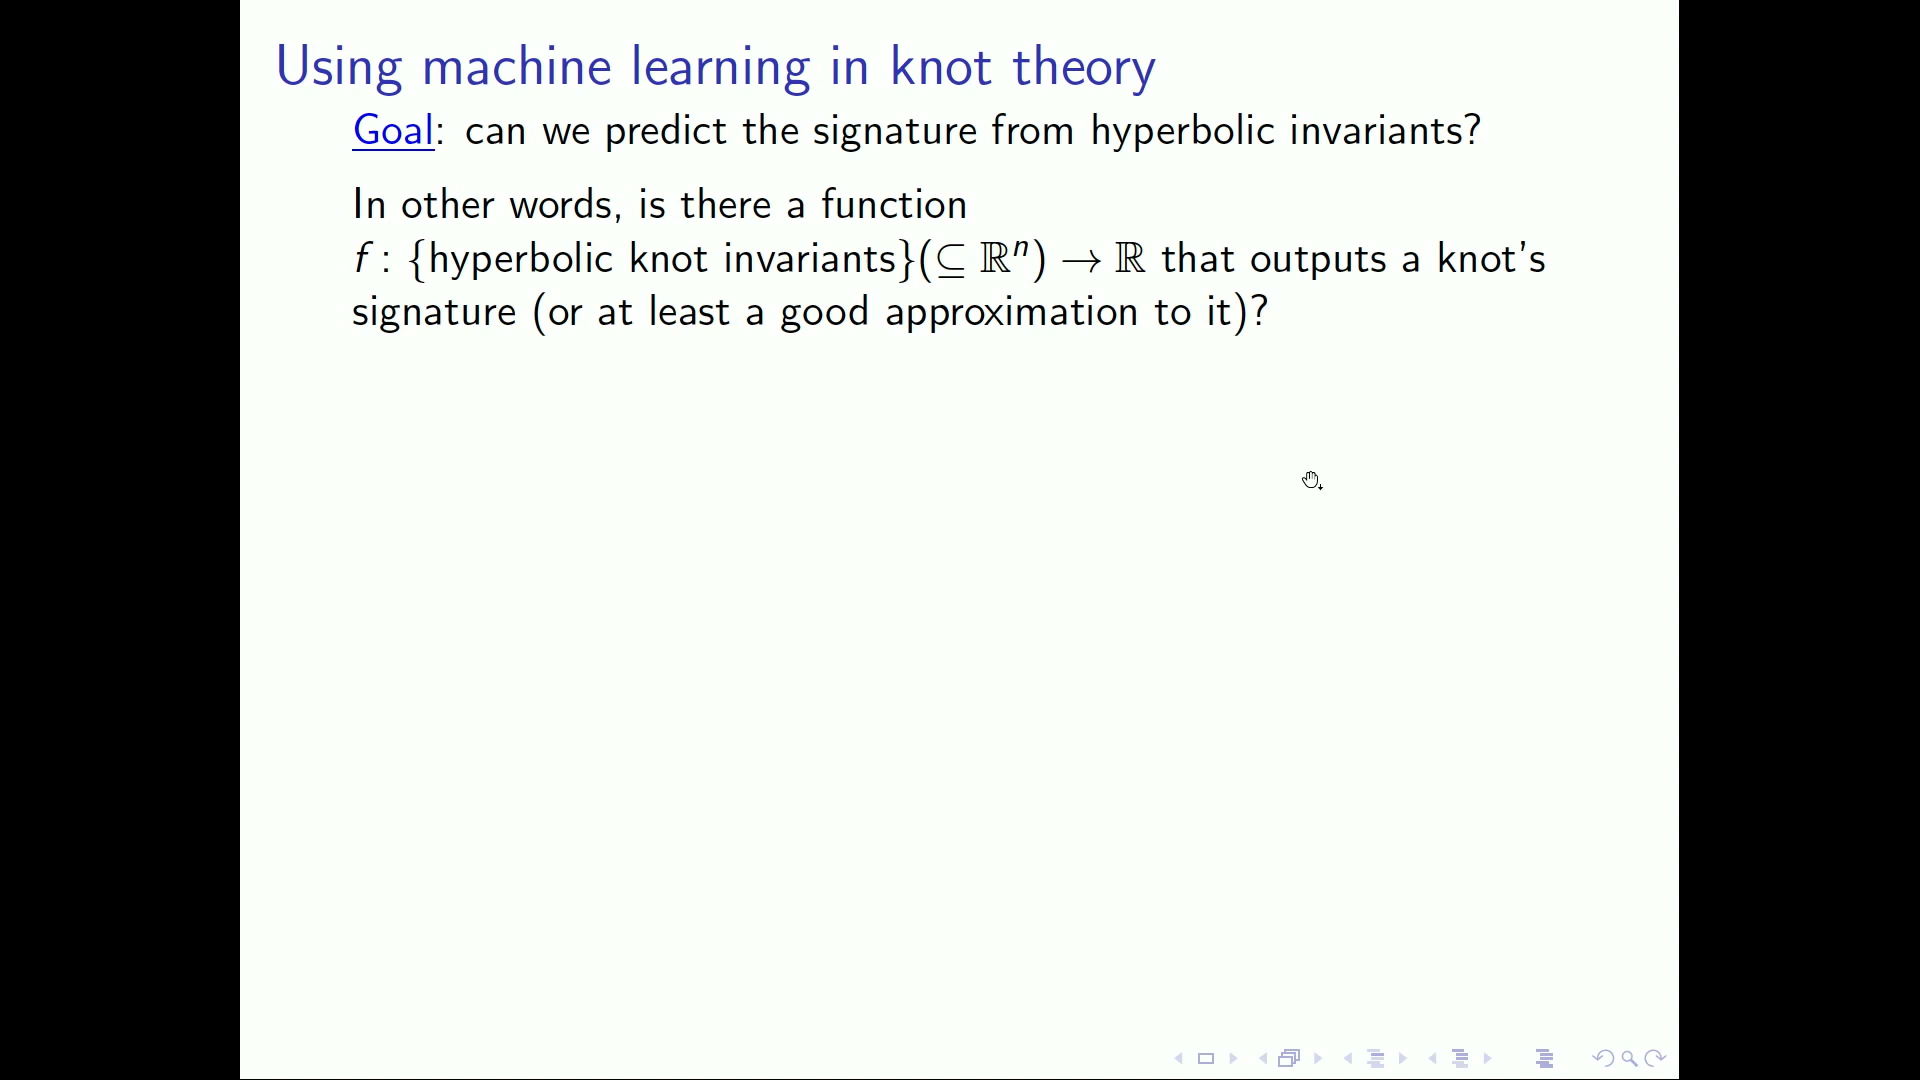 Using machine learning in knot theory
Goal: can we predict the signature from hyperbolic invariants?
In other words, is there a function
f : {hyperbolic knot invariants}(⊆ ℝⁿ) → ℝ that outputs a knot's
signature (or at least a good approximation to it)?